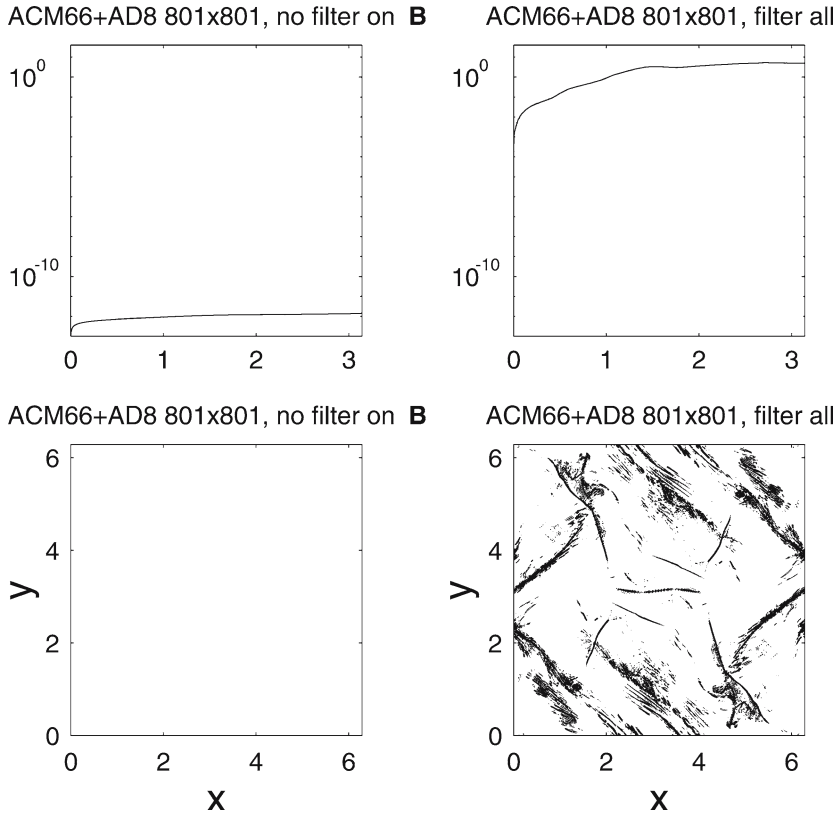 ACM66+AD8 801x801, no filter on B
ACM66+AD8 801x801, filter all
10^0
10^-10
0 1 2 3
10^0
10^-10
0 1 2 3
ACM66+AD8 801x801, no filter on B
ACM66+AD8 801x801, filter all
6
4
2
0
y
0 2 4 6
x
6
4
2
0
y
0 2 4 6
x